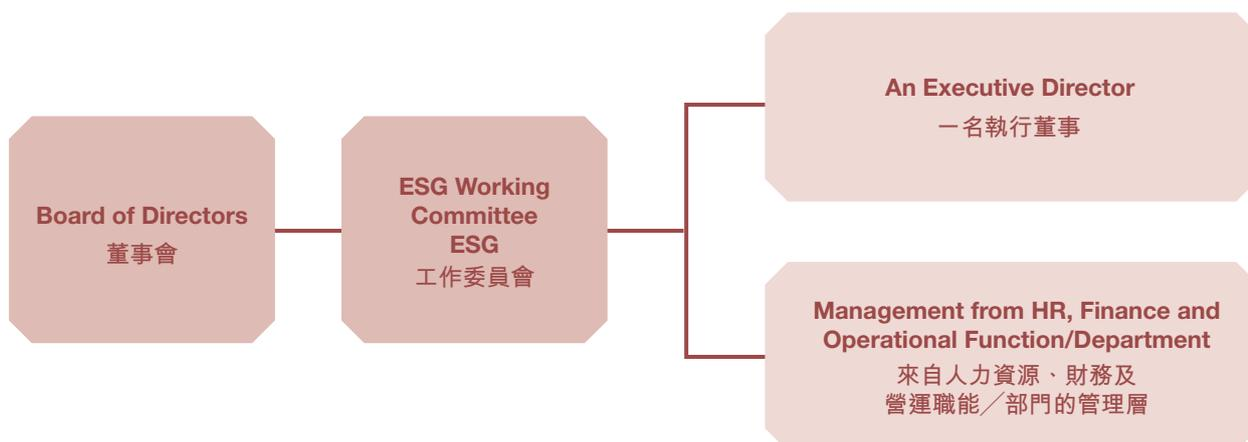 Board of Directors
董事會
ESG Working
Committee
ESG
工作委員會
An Executive Director
一名執行董事
Management from HR, Finance and
Operational Function/Department
來自人力資源、財務及
營運職能╱部門的管理層